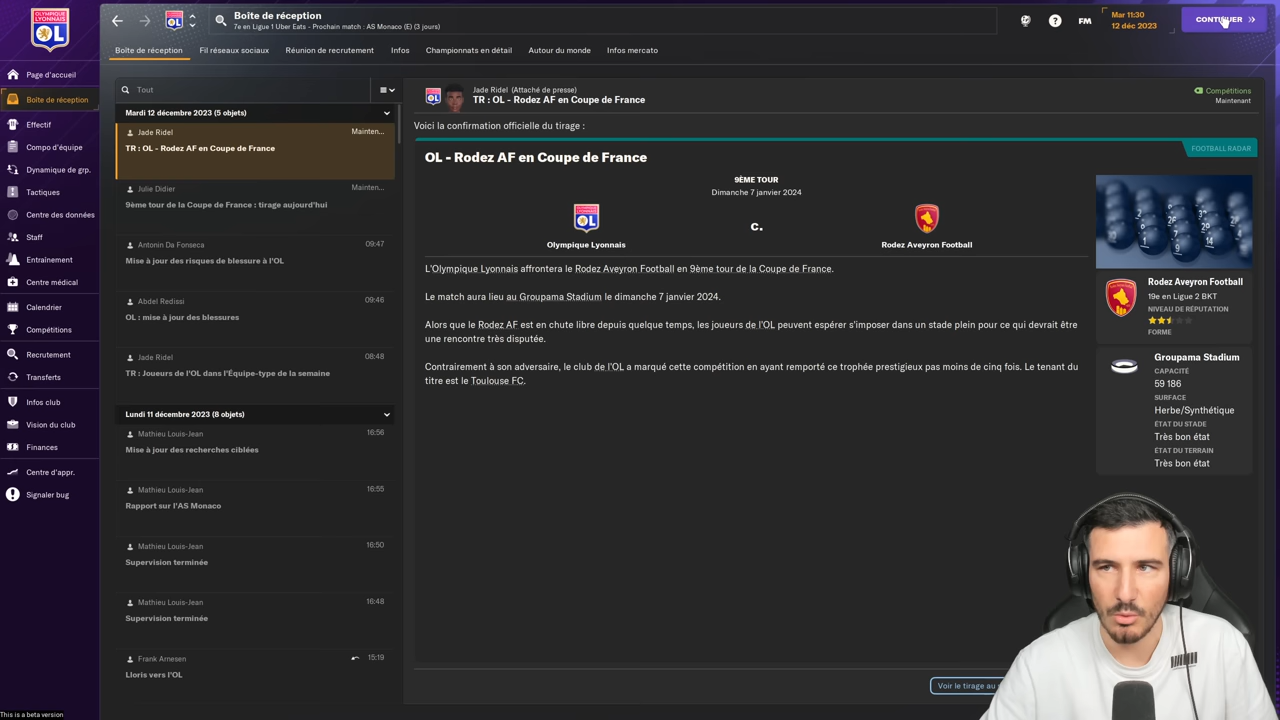 OLYMPIQUE
LYONNAIS
OL
Page d'accueil
Boîte de réception
Effectif
Compo d'équipe
Dynamique de grp.
Tactiques
Centre des données
Staff
Entraînement
Centre médical
Calendrier
Compétitions
Recrutement
Transferts
Infos club
Vision du club
Finances
Centre d'appr.
Signaler bug
This is a beta version
Boîte de réception
7e en Ligue 1 Uber Eats - Prochain match : AS Monaco (E) (3 jours)
FM
Mar 11:30
12 déc 2023
CONTINUER
Boîte de réception
Fil réseaux sociaux
Réunion de recrutement
Infos
Championnats en détail
Autour du monde
Infos mercato
Tout
Mardi 12 décembre 2023 (5 objets)
Jade Ridel
Mainten...
TR : OL - Rodez AF en Coupe de France
Julie Didier
Mainten...
9ème tour de la Coupe de France : tirage aujourd'hui
Antonin Da Fonseca
09:47
Mise à jour des risques de blessure à l'OL
Abdel Redissi
09:46
OL : mise à jour des blessures
Jade Ridel
08:48
TR : Joueurs de l'OL dans l'Équipe-type de la semaine
Lundi 11 décembre 2023 (8 objets)
Mathieu Louis-Jean
16:56
Mise à jour des recherches ciblées
Mathieu Louis-Jean
16:55
Rapport sur l'AS Monaco
Mathieu Louis-Jean
16:50
Supervision terminée
Mathieu Louis-Jean
16:48
Supervision terminée
Frank Arnesen
15:19
Lloris vers l'OL
Jade Ridel (Attaché de presse)
TR : OL - Rodez AF en Coupe de France
Compétitions
Maintenant
Voici la confirmation officielle du tirage :
OL - Rodez AF en Coupe de France
FOOTBALL RADAR
9ÈME TOUR
Dimanche 7 janvier 2024
c.
Olympique Lyonnais
Rodez Aveyron Football
L'Olympique Lyonnais affrontera le Rodez Aveyron Football en 9ème tour de la Coupe de France.
Le match aura lieu au Groupama Stadium le dimanche 7 janvier 2024.
Alors que le Rodez AF est en chute libre depuis quelque temps, les joueurs de l'OL peuvent espérer s'imposer dans un stade plein pour ce qui devrait être
une rencontre très disputée.
Contrairement à son adversaire, le club de l'OL a marqué cette compétition en ayant remporté ce trophée prestigieux pas moins de cinq fois. Le tenant du
titre est le Toulouse FC.
Rodez Aveyron Football
19e en Ligue 2 BKT
NIVEAU DE RÉPUTATION
FORME
Groupama Stadium
CAPACITÉ
59 186
SURFACE
Herbe/Synthétique
ÉTAT DU STADE
Très bon état
ÉTAT DU TERRAIN
Très bon état
Voir le tirage au